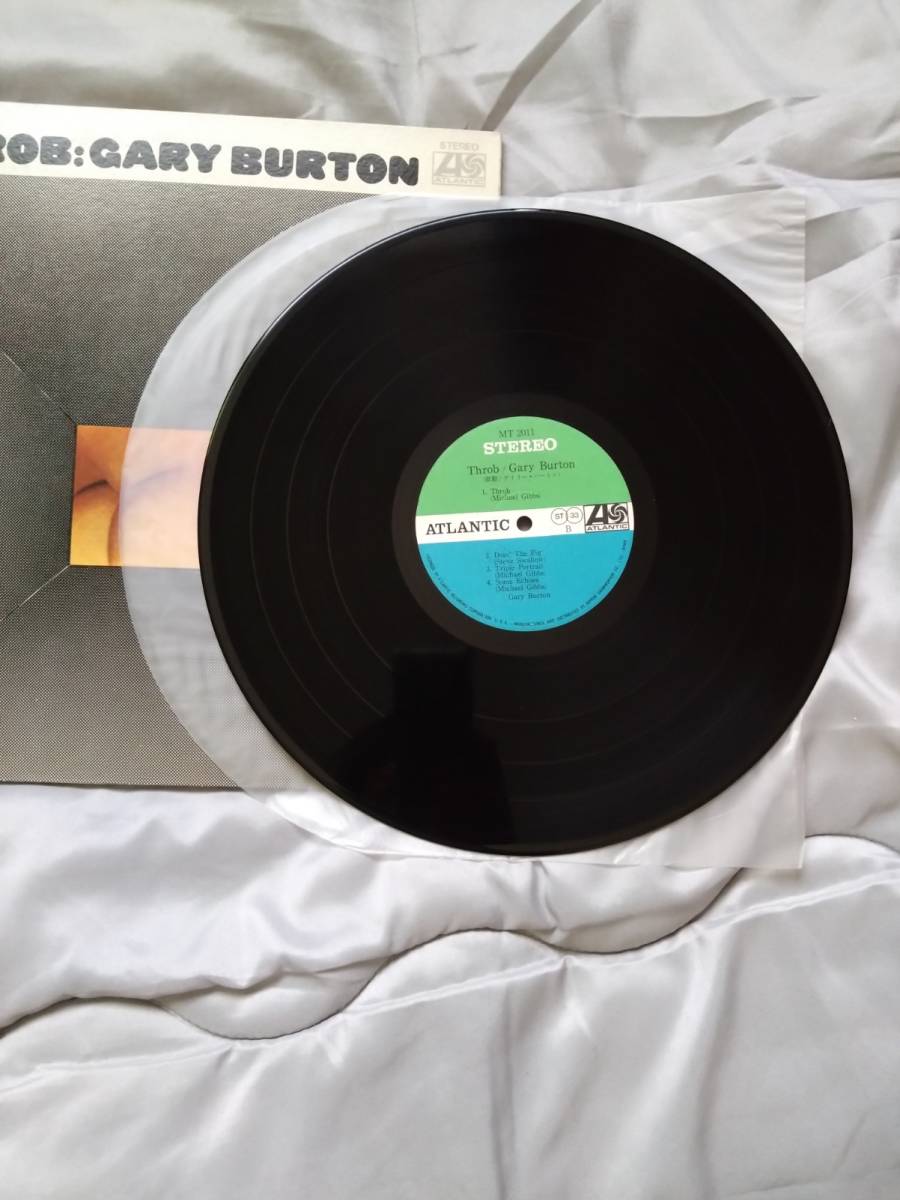 ROB: GARY BURTON
STEREO
ATLANTIC
MT 2011
STEREO
Throb / Gary Burton
1. Throb
(Michael Gibbs)
ATLANTIC
ST 33
B
ATLANTIC
2. Doin' The Pig
(Steve Swallow)
3. Triple Portrait
(Michael Gibbs)
4. Some Echoes
(Michael Gibbs)
Gary Burton